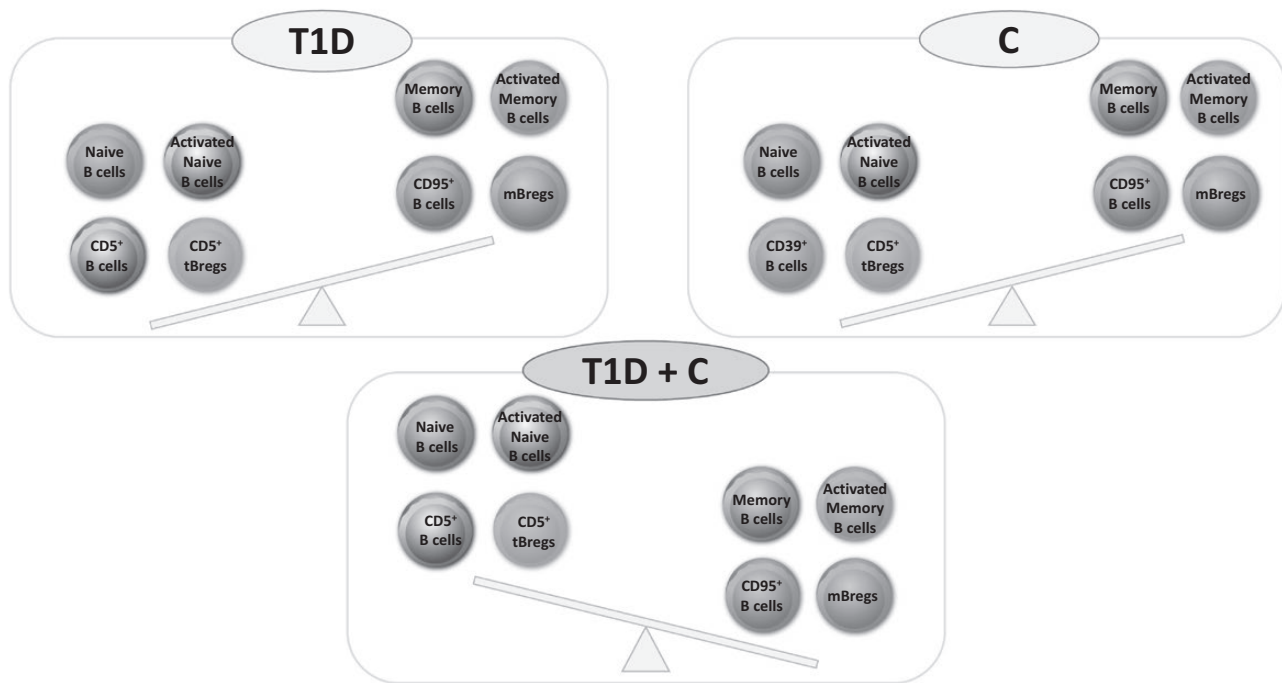 T1D
Memory
B cells
Activated
Memory
B cells
Naive
B cells
Activated
Naive
B cells
CD95⁺
B cells
mBregs
CD5⁺
B cells
CD5⁺
tBregs
C
Memory
B cells
Activated
Memory
B cells
Naive
B cells
Activated
Naive
B cells
CD95⁺
B cells
mBregs
CD39⁺
B cells
CD5⁺
tBregs
T1D + C
Naive
B cells
Activated
Naive
B cells
Memory
B cells
Activated
Memory
B cells
CD5⁺
B cells
CD5⁺
tBregs
CD95⁺
B cells
mBregs